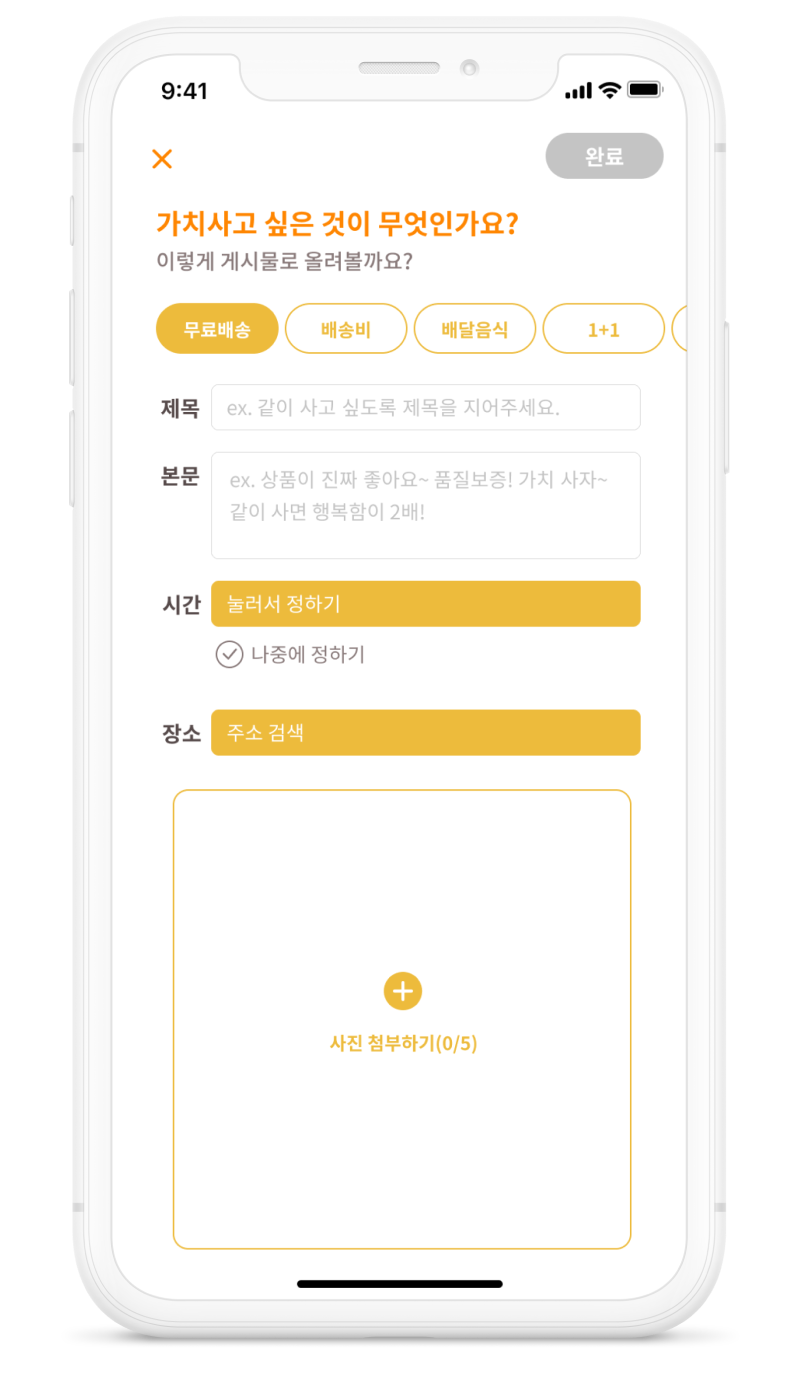 9:41
완료
가치사고 싶은 것이 무엇인가요?
이렇게 게시물로 올려볼까요?
무료배송 배송비 배달음식 1+1
제목 ex. 같이 사고 싶도록 제목을 지어주세요.
본문 ex. 상품이 진짜 좋아요~ 품질보증! 가치 사자~
같이 사면 행복함이 2배!
시간 눌러서 정하기
나중에 정하기
장소 주소 검색
사진 첨부하기(0/5)